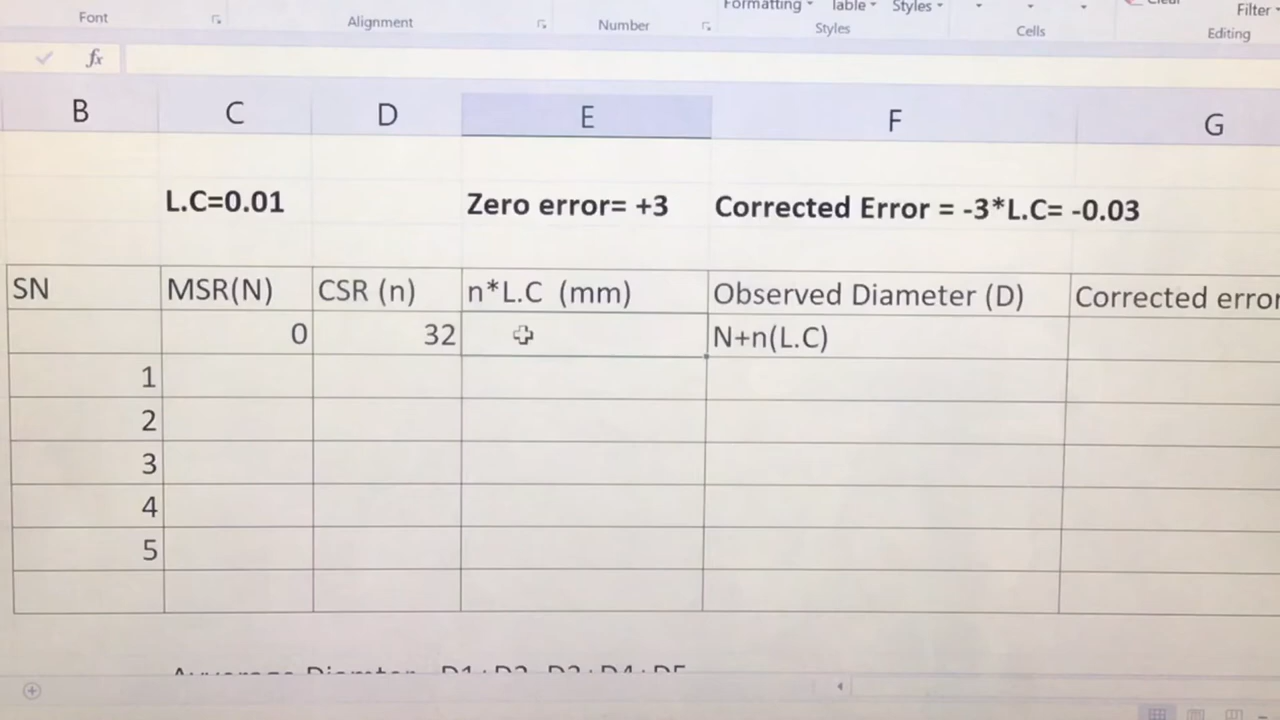 Font Alignment Number Formatting Table Styles Styles Cells Clear Filter Editing
fx
B C D E F G
L.C=0.01 Zero error= +3 Corrected Error = -3*L.C= -0.03
SN MSR(N) CSR (n) n*L.C (mm) Observed Diameter (D) Corrected error
0 32 N+n(L.C)
1
2
3
4
5